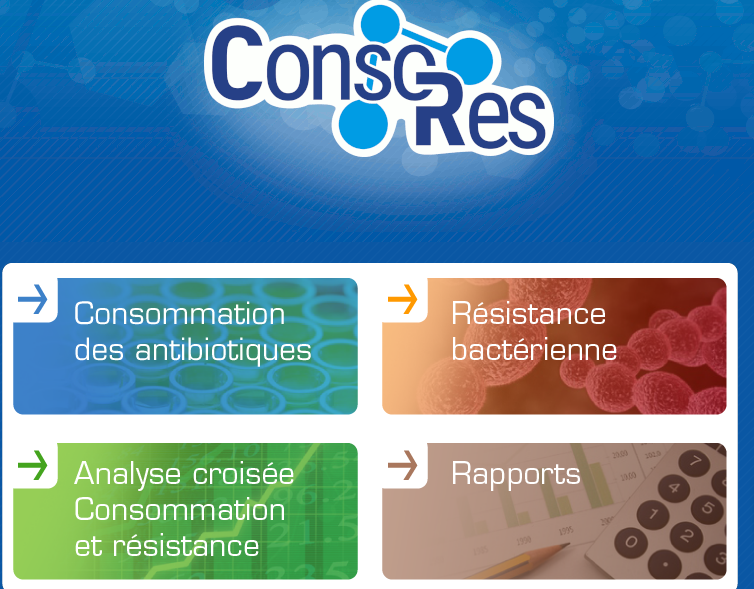 ConsoRes
Consommation
des antibiotiques
Résistance
bactérienne
Analyse croisée
Consommation
et résistance
Rapports